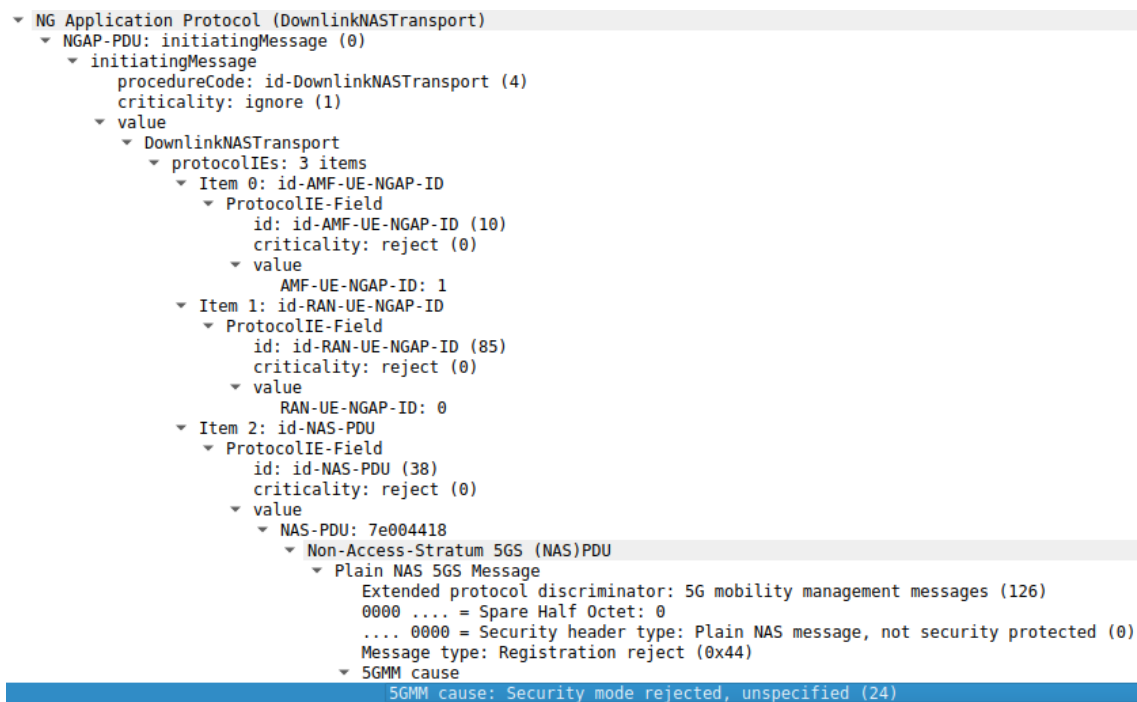 NG Application Protocol (DownlinkNASTransport)
NGAP-PDU: initiatingMessage (0)
initiatingMessage
procedureCode: id-DownlinkNASTransport (4)
criticality: ignore (1)
value
DownlinkNASTransport
protocolIEs: 3 items
Item 0: id-AMF-UE-NGAP-ID
ProtocolIE-Field
id: id-AMF-UE-NGAP-ID (10)
criticality: reject (0)
value
AMF-UE-NGAP-ID: 1
Item 1: id-RAN-UE-NGAP-ID
ProtocolIE-Field
id: id-RAN-UE-NGAP-ID (85)
criticality: reject (0)
value
RAN-UE-NGAP-ID: 0
Item 2: id-NAS-PDU
ProtocolIE-Field
id: id-NAS-PDU (38)
criticality: reject (0)
value
NAS-PDU: 7e004418
Non-Access-Stratum 5GS (NAS)PDU
Plain NAS 5GS Message
Extended protocol discriminator: 5G mobility management messages (126)
0000 .... = Spare Half Octet: 0
.... 0000 = Security header type: Plain NAS message, not security protected (0)
Message type: Registration reject (0x44)
5GMM cause
5GMM cause: Security mode rejected, unspecified (24)